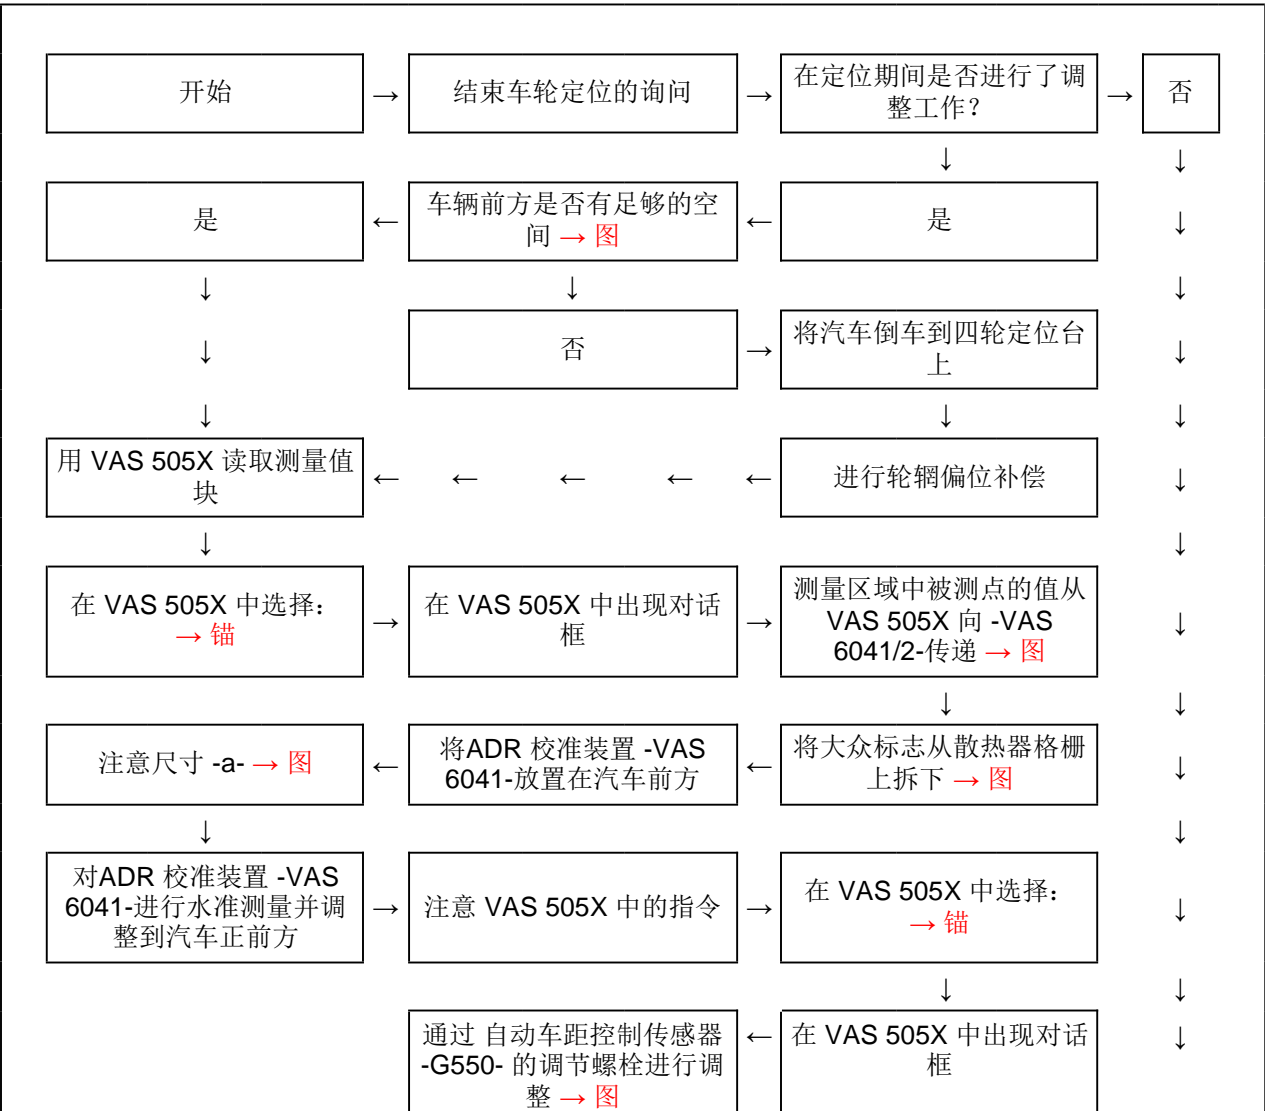 开始
→
结束车轮定位的询问
→
在定位期间是否进行了调
整工作？
→
否
↓
↓
是
←
车辆前方是否有足够的空
间 → 图
←
是
↓
↓
↓
↓
↓
否
→
将汽车倒车到四轮定位台
上
↓
↓
↓
↓
用 VAS 505X 读取测量值
块
←
←
←
←
←
进行轮辋偏位补偿
↓
↓
↓
在 VAS 505X 中选择：
→ 锚
→
在 VAS 505X 中出现对话
框
→
测量区域中被测点的值从
VAS 505X 向 -VAS
6041/2-传递 → 图
↓
↓
↓
注意尺寸 -a- → 图
←
将ADR 校准装置 -VAS
6041-放置在汽车前方
←
将大众标志从散热器格栅
上拆下 → 图
↓
↓
↓
对ADR 校准装置 -VAS
6041-进行水准测量并调
整到汽车正前方
→
注意 VAS 505X 中的指令
→
在 VAS 505X 中选择：
→ 锚
↓
↓
↓
通过 自动车距控制传感器
-G550- 的调节螺栓进行调
整 → 图
←
在 VAS 505X 中出现对话
框
↓